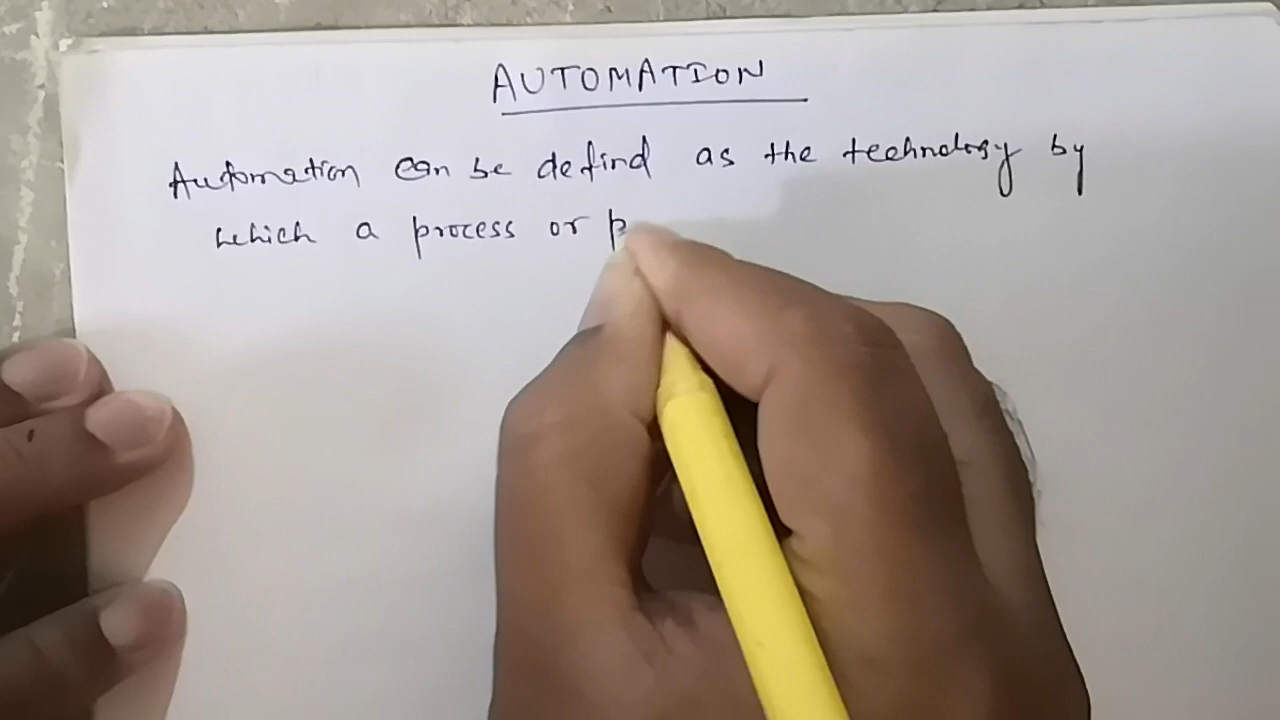 AUTOMATION
Automation can be defind as the technology by
which a process or p